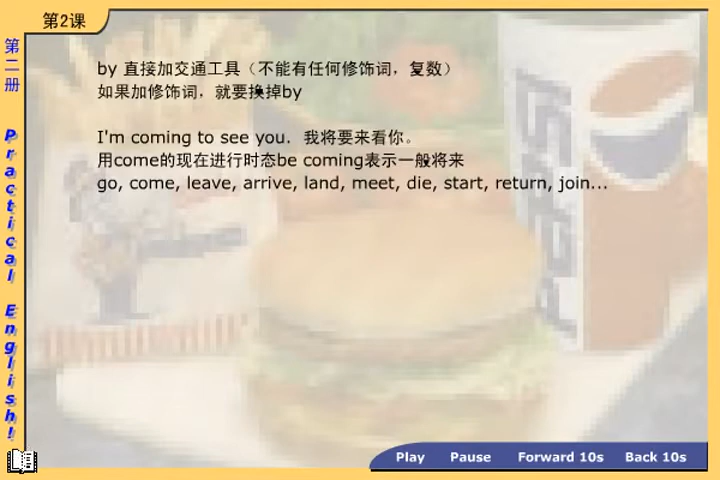 第2课
第二册
Practical English!
by 直接加交通工具（不能有任何修饰词，复数）
如果加修饰词，就要换掉by
I'm coming to see you．我将要来看你。
用come的现在进行时态be coming表示一般将来
go, come, leave, arrive, land, meet, die, start, return, join...
Play Pause Forward 10s Back 10s